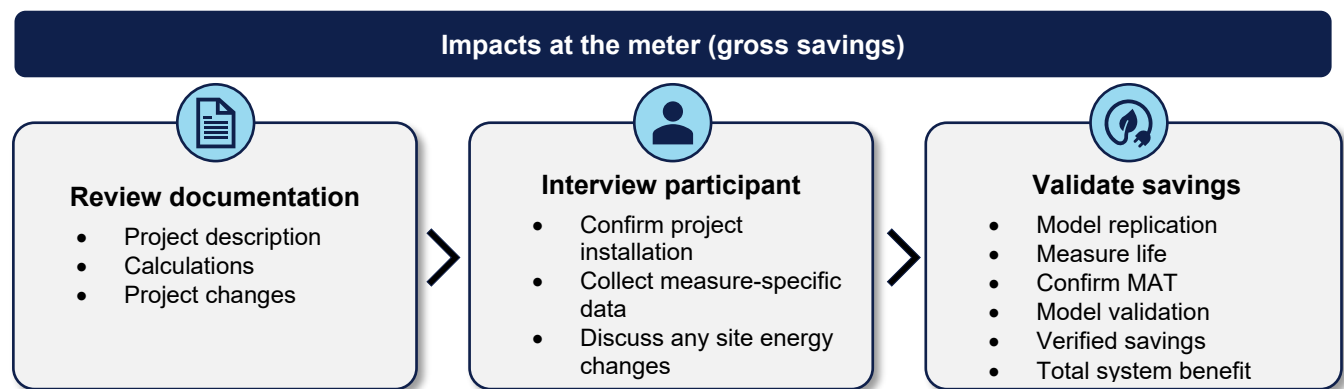 Impacts at the meter (gross savings)
Review documentation
• Project description
• Calculations
• Project changes
Interview participant
• Confirm project
installation
• Collect measure-specific
data
• Discuss any site energy
changes
Validate savings
• Model replication
• Measure life
• Confirm MAT
• Model validation
• Verified savings
• Total system benefit